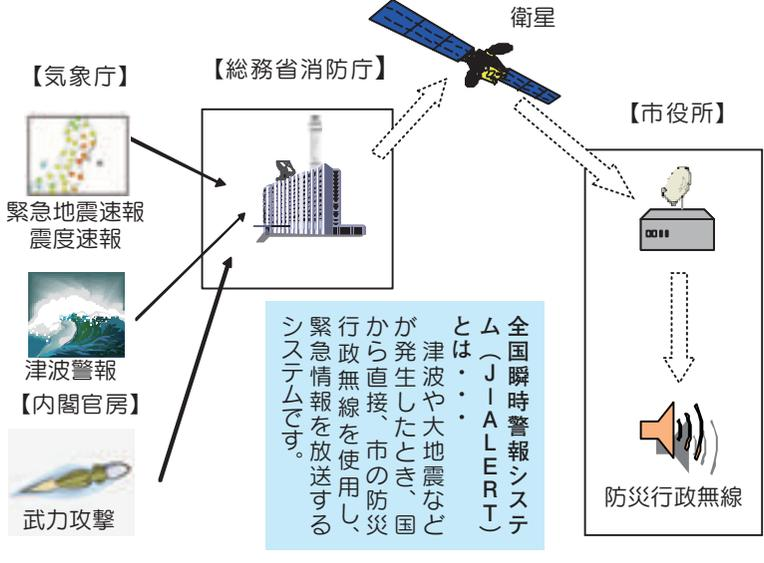 衛星
【気象庁】
【総務省消防庁】
【市役所】
緊急地震速報
震度速報
津波警報
【内閣官房】
武力攻撃
全国瞬時警報システ
ム（J－ALERT）
とは・・・
津波や大地震など
が発生したとき、国
から直接、市の防災
行政無線を使用し、
緊急情報を放送する
システムです。
防災行政無線